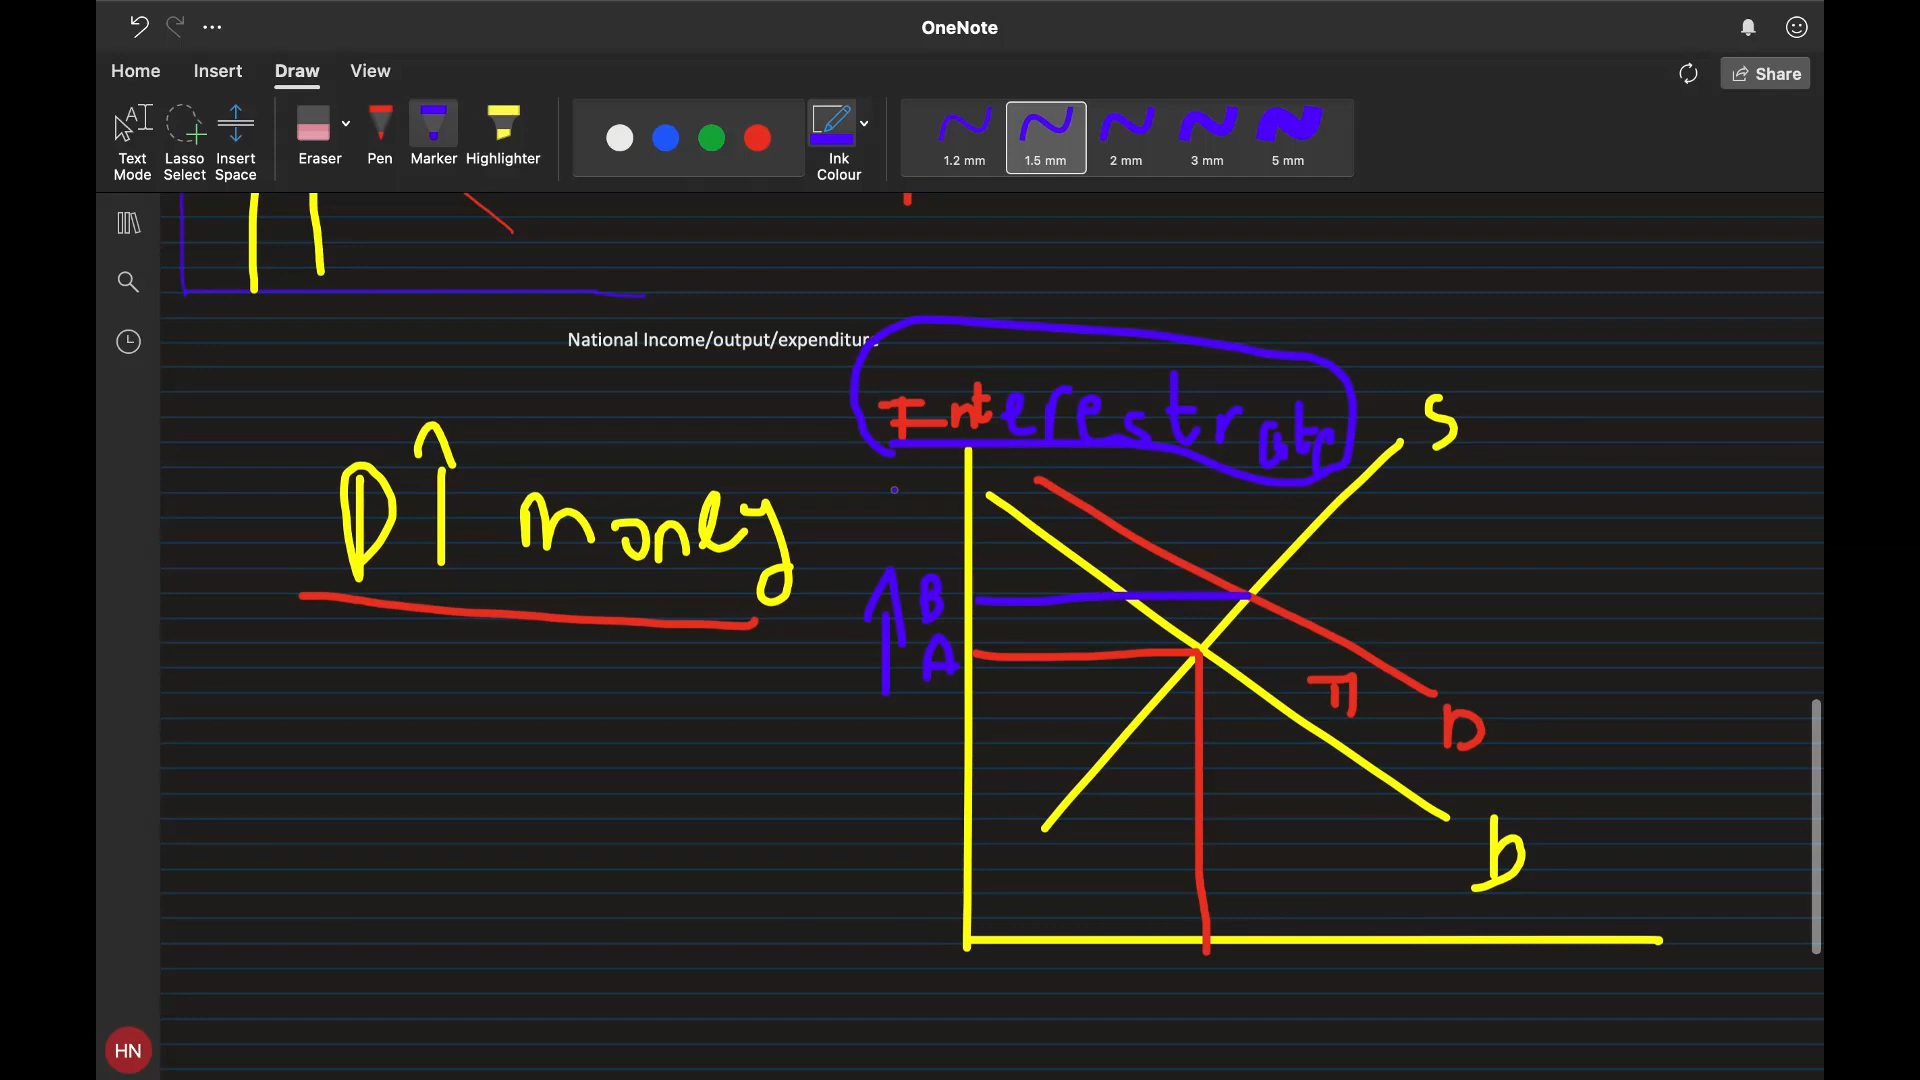 OneNote
Home Insert Draw View
Share
Text Mode
Lasso Select
Insert Space
Eraser
Pen
Marker
Highlighter
Ink Colour
1.2 mm
1.5 mm
2 mm
3 mm
5 mm
National Income/output/expenditure
Interest rate
S
D money
B
A
D
D
HN